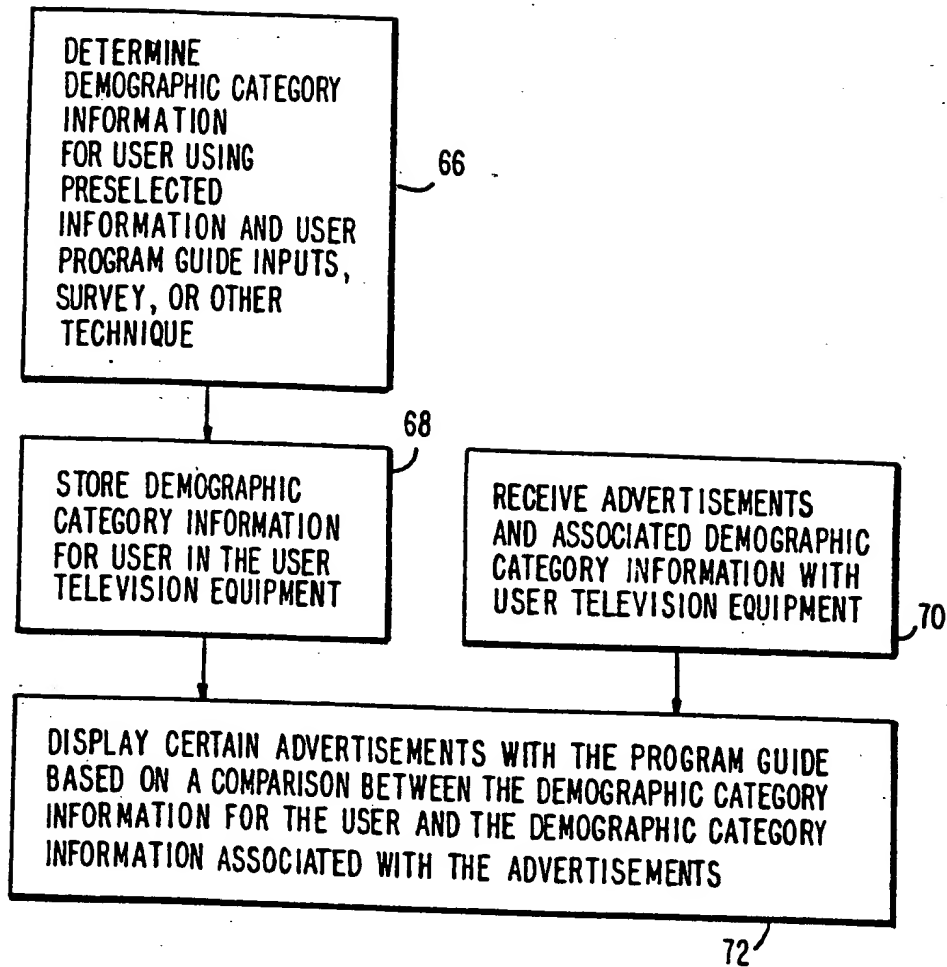 DETERMINE
DEMOGRAPHIC CATEGORY
INFORMATION
FOR USER USING
PRESELECTED
INFORMATION AND USER
PROGRAM GUIDE INPUTS,
SURVEY, OR OTHER
TECHNIQUE
66
68
STORE DEMOGRAPHIC
CATEGORY INFORMATION
FOR USER IN THE USER
TELEVISION EQUIPMENT
RECEIVE ADVERTISEMENTS
AND ASSOCIATED DEMOGRAPHIC
CATEGORY INFORMATION WITH
USER TELEVISION EQUIPMENT
70
DISPLAY CERTAIN ADVERTISEMENTS WITH THE PROGRAM GUIDE
BASED ON A COMPARISON BETWEEN THE DEMOGRAPHIC CATEGORY
INFORMATION FOR THE USER AND THE DEMOGRAPHIC CATEGORY
INFORMATION ASSOCIATED WITH THE ADVERTISEMENTS
72